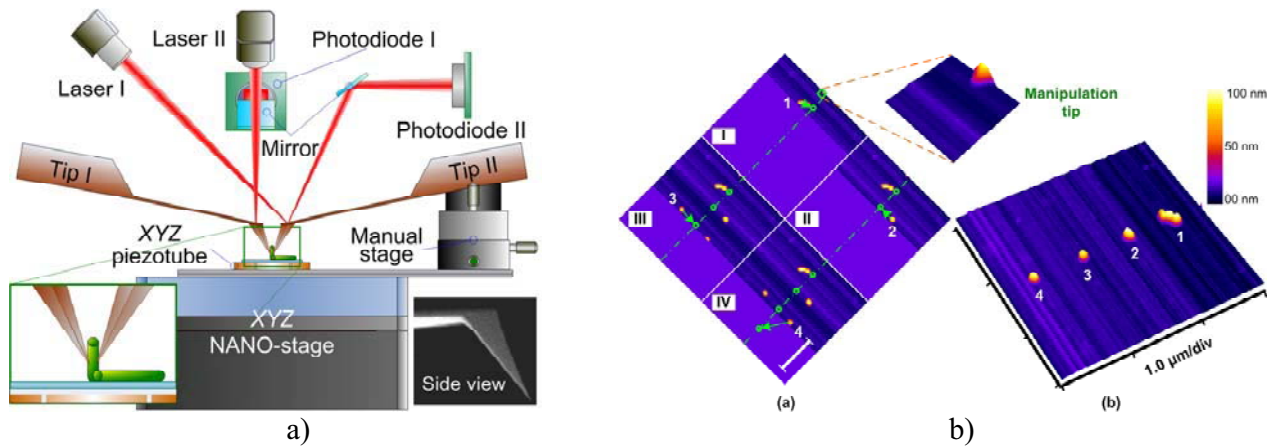 Laser I
Laser II
Photodiode I
Photodiode II
Mirror
Tip I
Tip II
XYZ
piezotube
Manual
stage
XYZ
NANO-stage
Side view
a)
1
I
II
2
3
III
IV
4
(a)
Manipulation
tip
100 nm
50 nm
00 nm
1
2
3
4
1.0 µm/div
(b)
b)